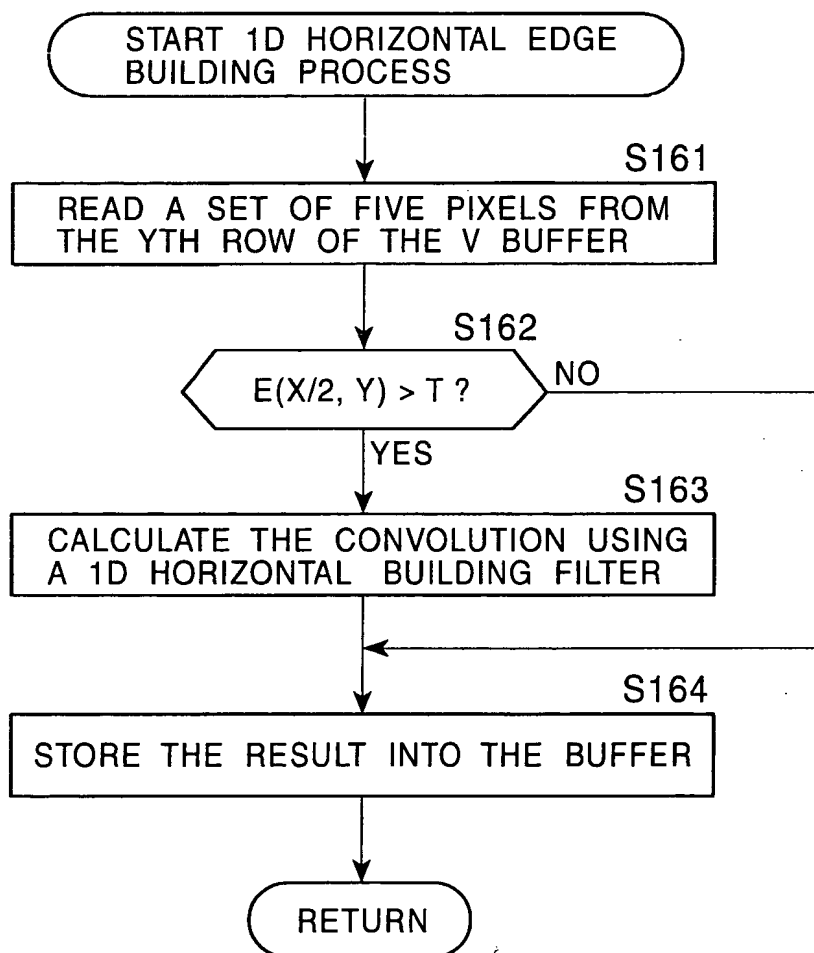 START 1D HORIZONTAL EDGE
BUILDING PROCESS
S161
READ A SET OF FIVE PIXELS FROM
THE YTH ROW OF THE V BUFFER
S162
E(X/2, Y) > T ?
NO
YES
S163
CALCULATE THE CONVOLUTION USING
A 1D HORIZONTAL BUILDING FILTER
S164
STORE THE RESULT INTO THE BUFFER
RETURN